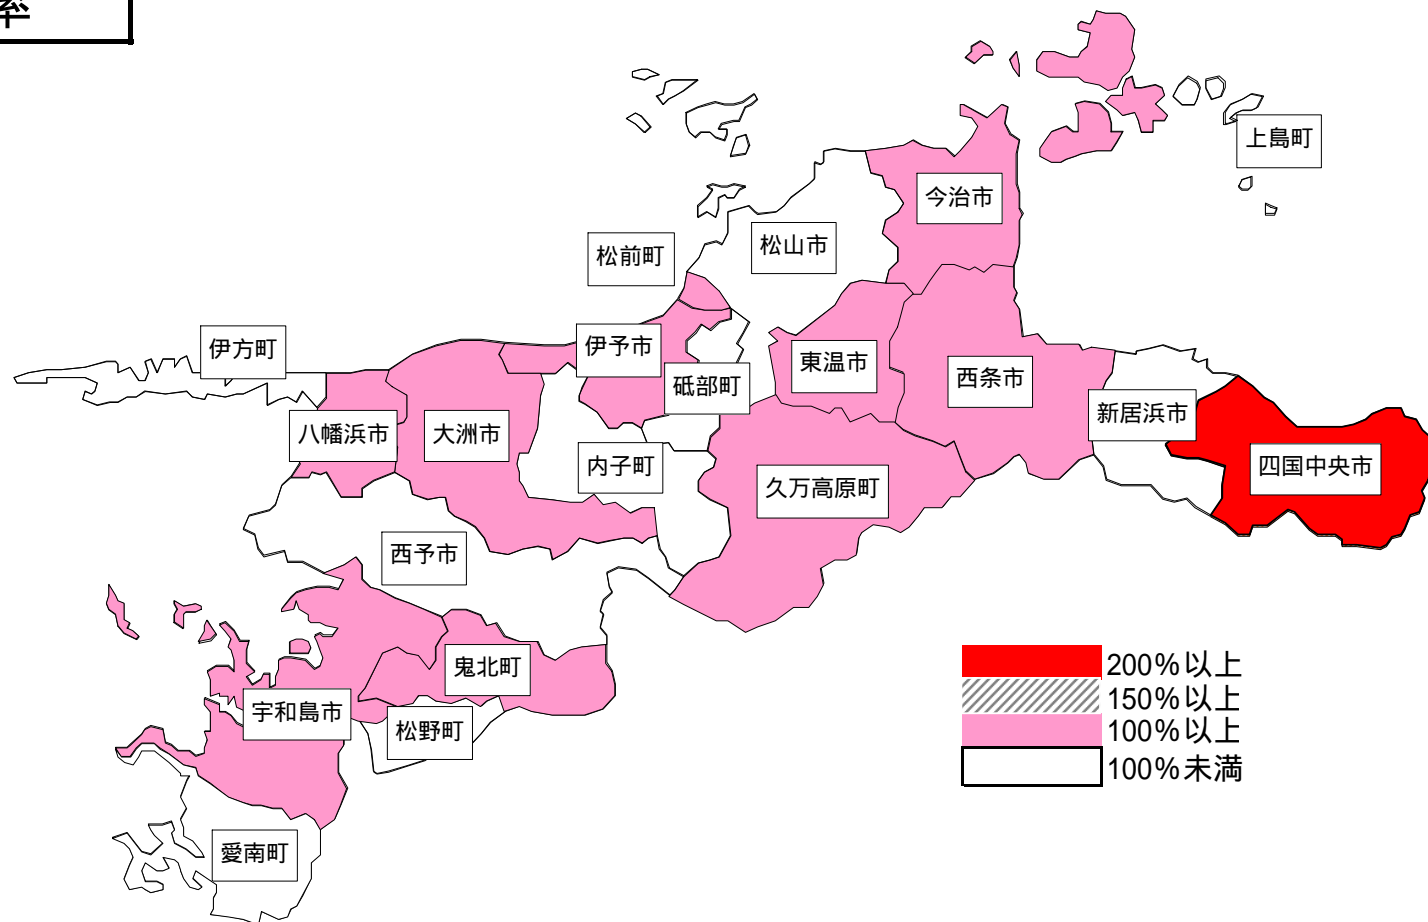 率
上島町
今治市
松山市
松前町
伊方町
伊予市
東温市
西条市
砥部町
新居浜市
八幡浜市
大洲市
内子町
四国中央市
久万高原町
西予市
鬼北町
宇和島市
松野町
愛南町
200%以上
150%以上
100%以上
100%未満